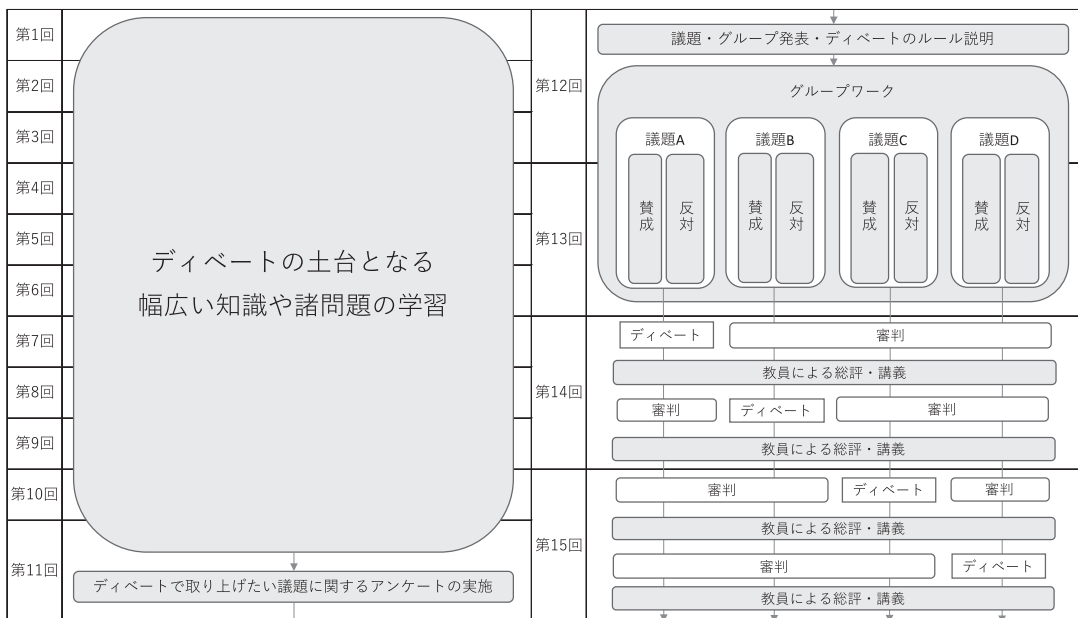 第1回
第2回
第3回
第4回
第5回
第6回
第7回
第8回
第9回
第10回
第11回
ディベートの土台となる
幅広い知識や諸問題の学習
ディベートで取り上げたい議題に関するアンケートの実施
第12回
第13回
第14回
第15回
議題・グループ発表・ディベートのルール説明
グループワーク
議題A
賛成
反対
議題B
賛成
反対
議題C
賛成
反対
議題D
賛成
反対
ディベート
審判
教員による総評・講義
審判
ディベート
審判
教員による総評・講義
審判
ディベート
審判
教員による総評・講義
審判
ディベート
教員による総評・講義